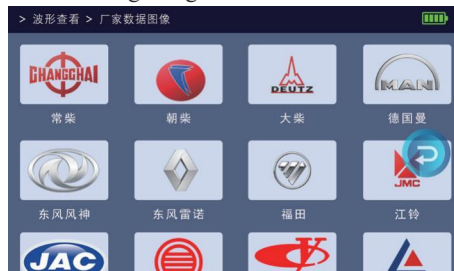 > 波形查看 > 厂家数据图像
CHANGCHAI
DEUTZ
MAN
常柴
朝柴
大柴
德国曼
JMC
东风风神
东风雷诺
福田
江铃
JAC